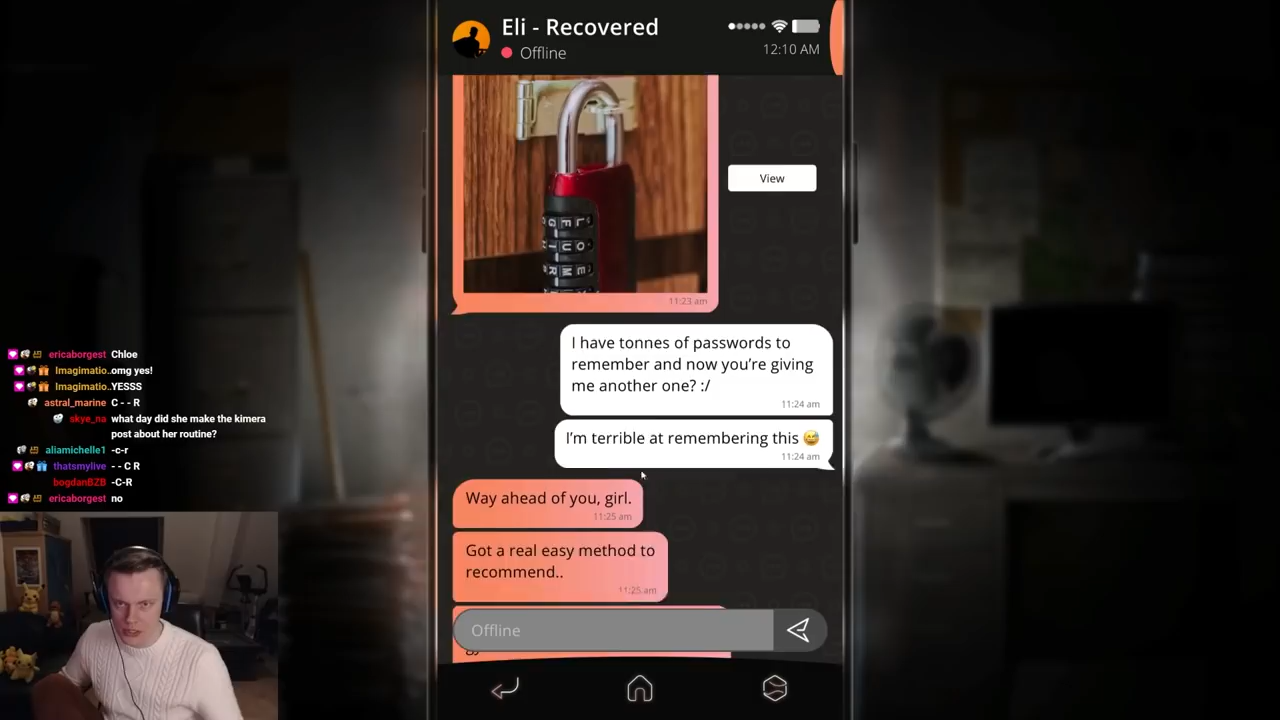 Eli - Recovered
Offline
12:10 AM
View
11:23 am
I have tonnes of passwords to
remember and now you’re giving
me another one? :/
11:24 am
I’m terrible at remembering this 😅
11:24 am
Way ahead of you, girl.
11:25 am
Got a real easy method to
recommend..
11:25 am
Offline
ericaborgest Chloe
Imagimatio.. omg yes!
Imagimatio.. YESSS
astral_marine C - - R
skye_na what day did she make the kimera
post about her routine?
aliamichelle1 -c-r
thatsmylive - - C R
bogdanBZB -C-R
ericaborgest no